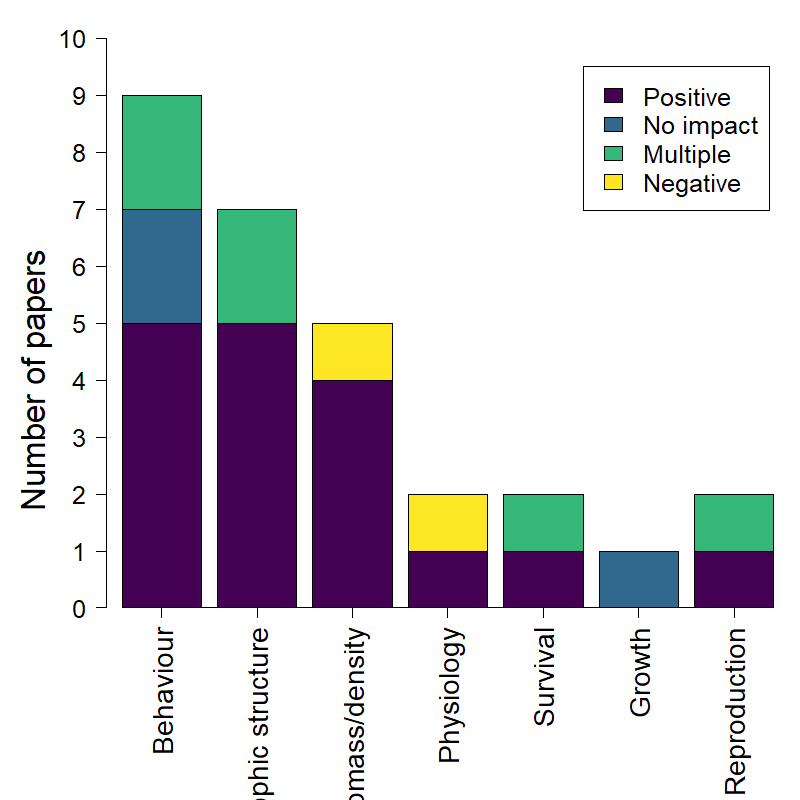 10
9
8
7
6
5
4
3
2
1
0
Number of papers
Positive
No impact
Multiple
Negative
Behaviour
ophic structure
omass/density
Physiology
Survival
Growth
Reproduction